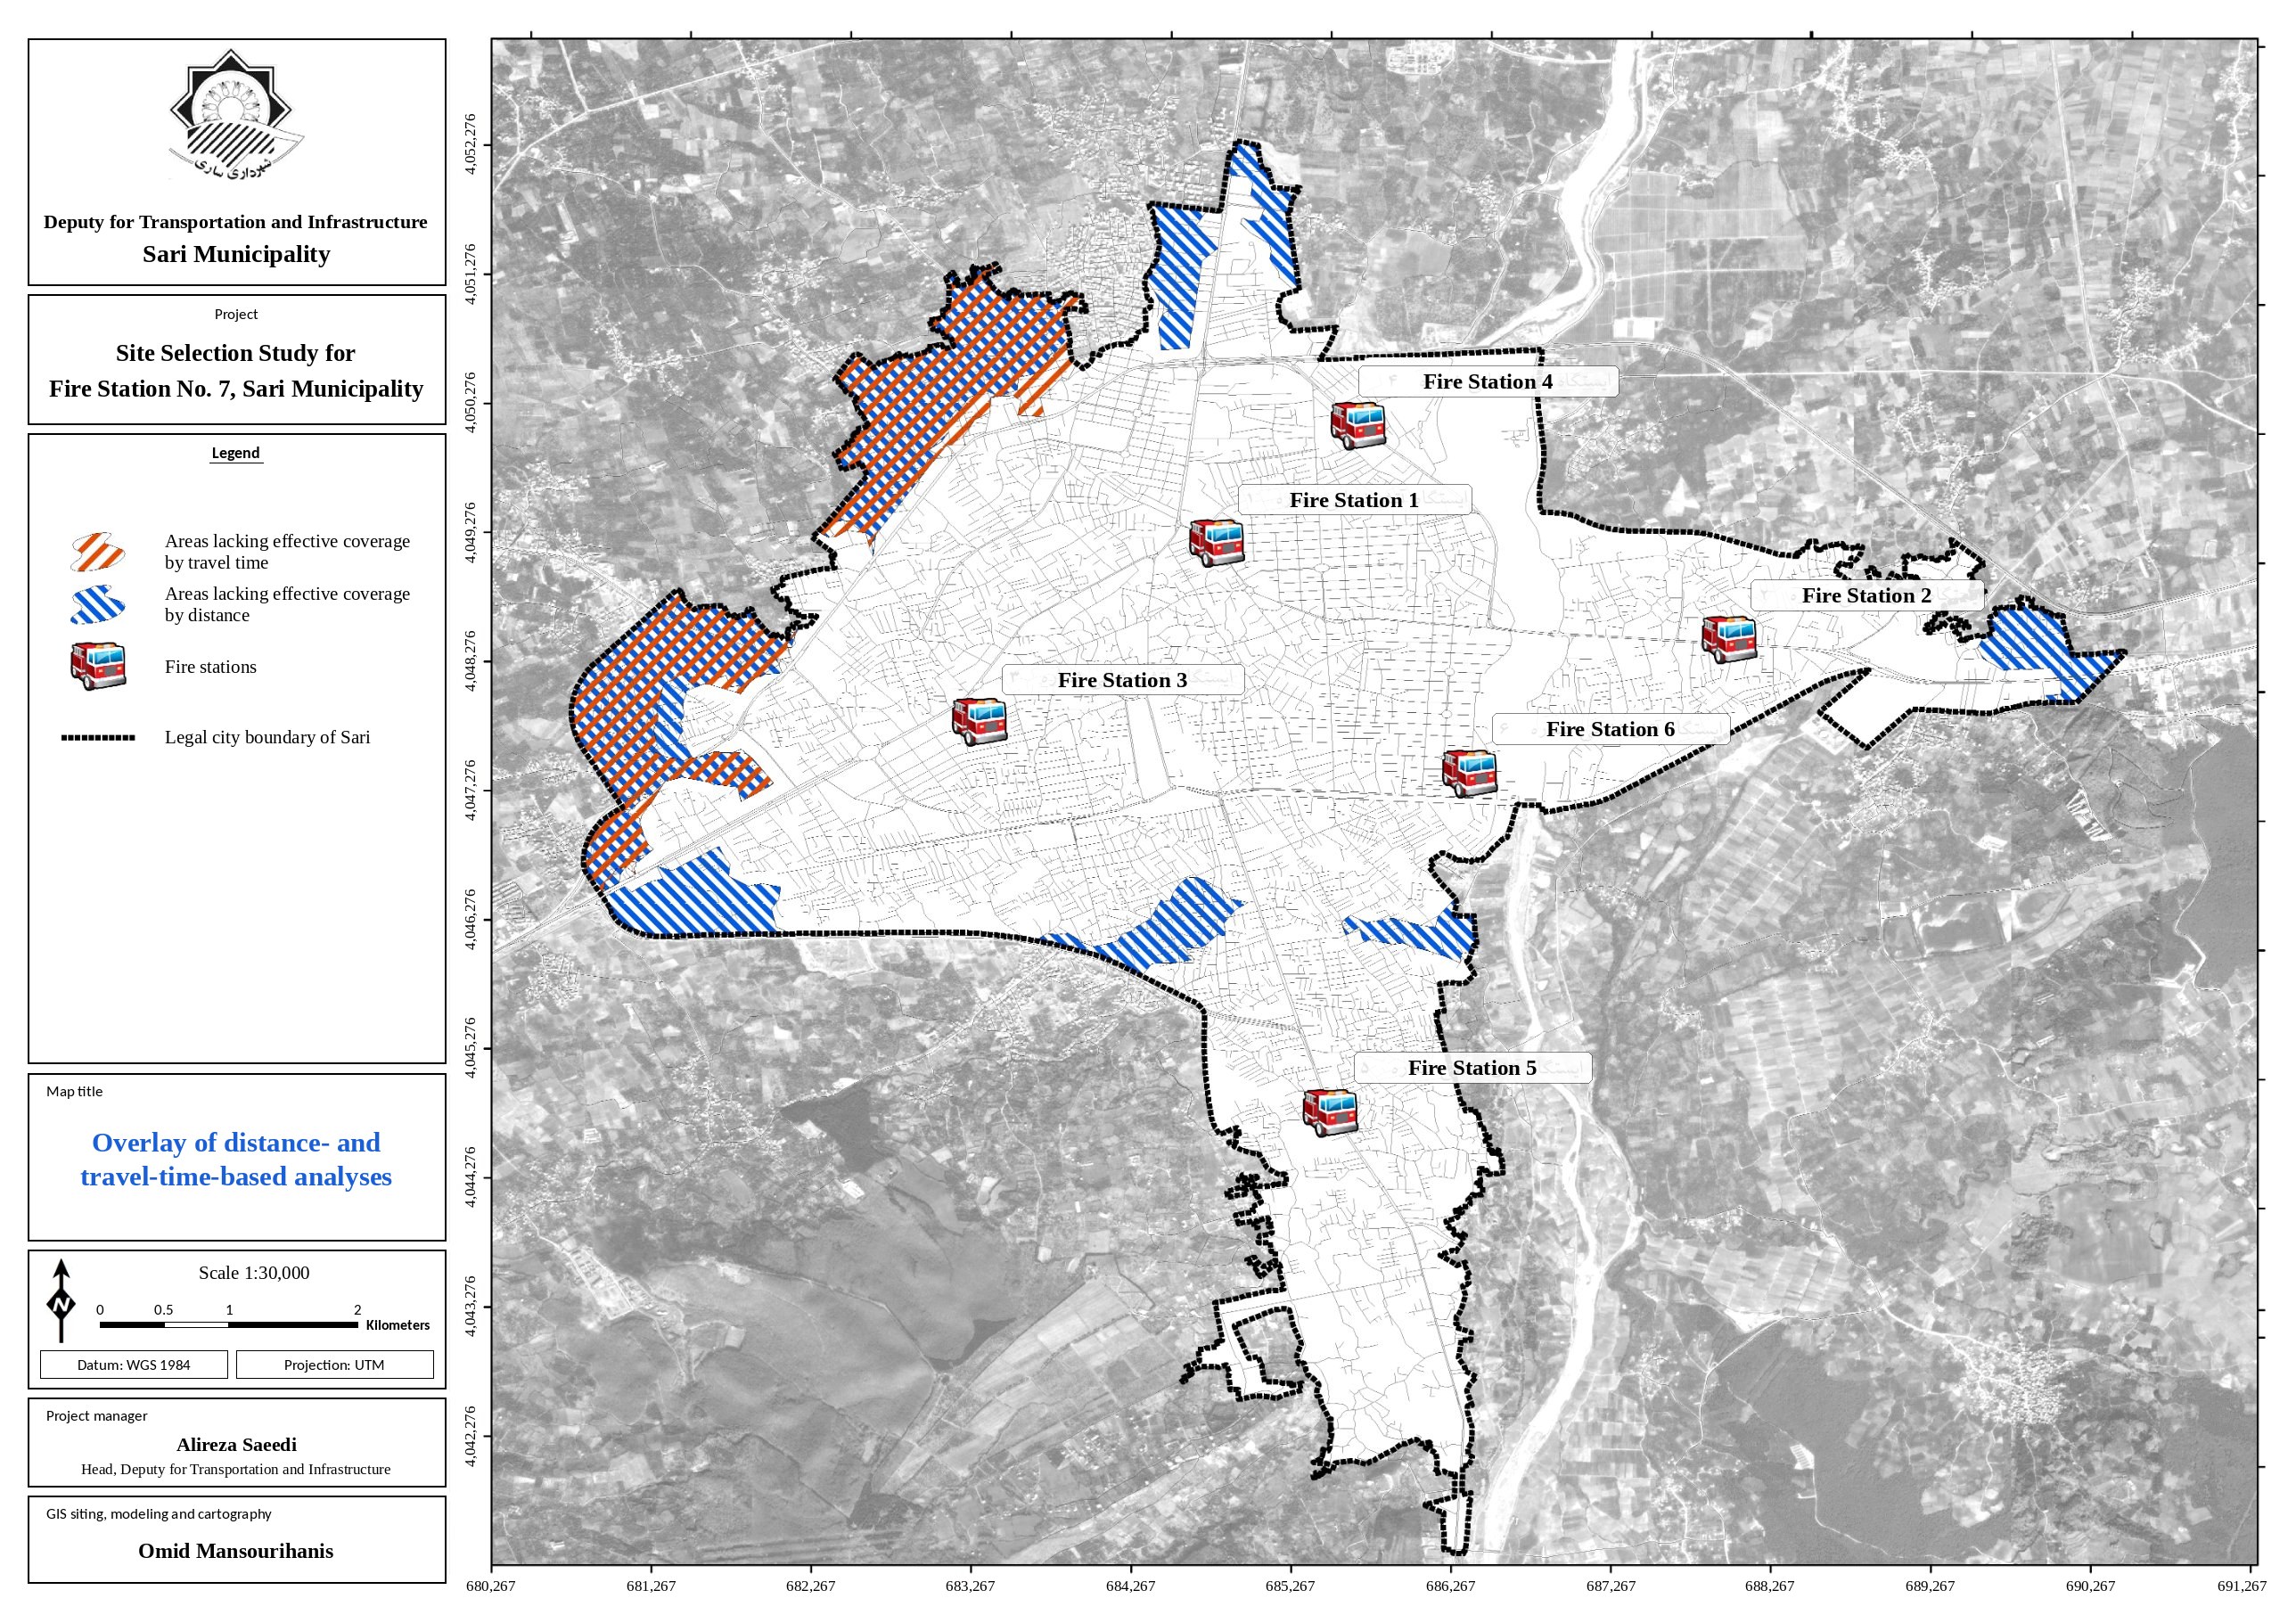 شهرداری ساری
Deputy for Transportation and Infrastructure
Sari Municipality
Project
Site Selection Study for
Fire Station No. 7, Sari Municipality
Legend
Areas lacking effective coverage
by travel time
Areas lacking effective coverage
by distance
Fire stations
Legal city boundary of Sari
Map title
Overlay of distance- and
travel-time-based analyses
N
Scale 1:30,000
0 0.5 1 2
Kilometers
Datum: WGS 1984
Projection: UTM
Project manager
Alireza Saeedi
Head, Deputy for Transportation and Infrastructure
GIS siting, modeling and cartography
Omid Mansourihanis
4,052,276
4,051,276
4,050,276
4,049,276
4,048,276
4,047,276
4,046,276
4,045,276
4,044,276
4,043,276
4,042,276
Fire Station 4
Fire Station 1
Fire Station 2
Fire Station 3
Fire Station 6
Fire Station 5
680,267 681,267 682,267 683,267 684,267 685,267 686,267 687,267 688,267 689,267 690,267 691,267